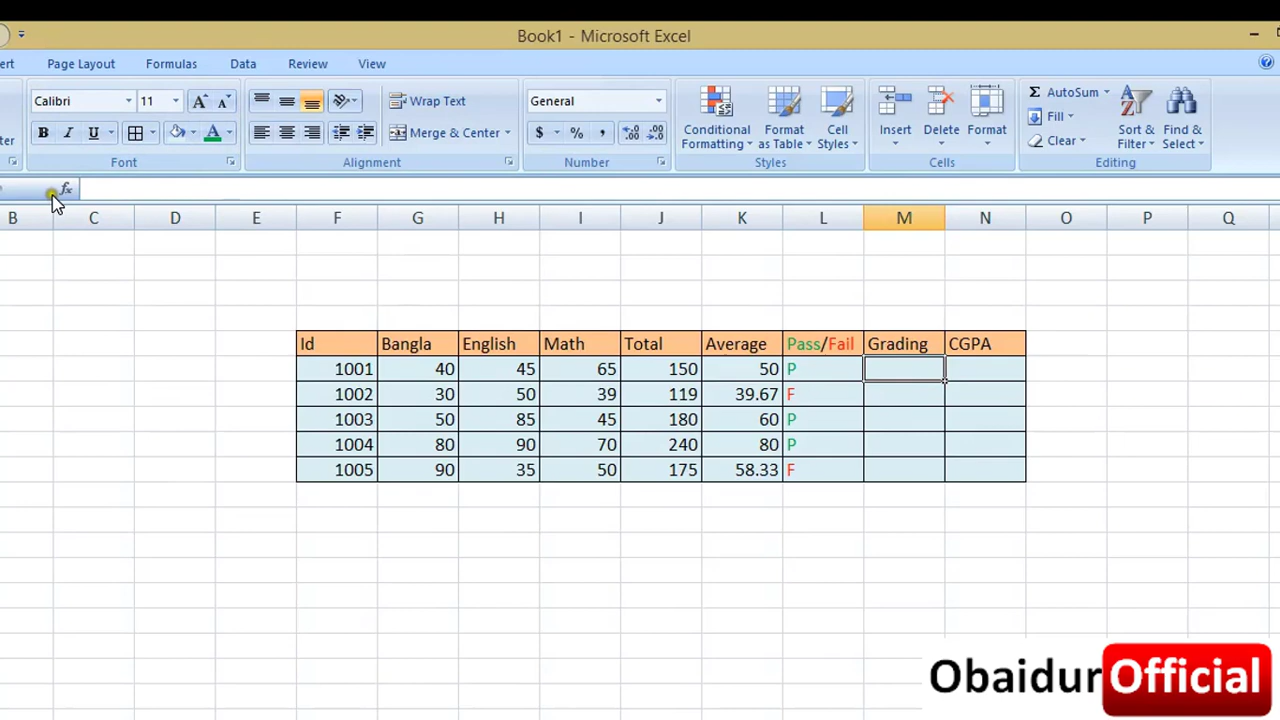 Book1 - Microsoft Excel
ert Page Layout Formulas Data Review View
Calibri 11 A A Wrap Text General AutoSum
B I U A Merge & Center $ % , Conditional Formatting Format as Table Cell Styles Insert Delete Format Fill Clear Sort & Filter Find & Select
ter Font Alignment Number Styles Cells Editing
fx
B C D E F G H I J K L M N O P Q
Id Bangla English Math Total Average Pass/Fail Grading CGPA
1001 40 45 65 150 50 P
1002 30 50 39 119 39.67 F
1003 50 85 45 180 60 P
1004 80 90 70 240 80 P
1005 90 35 50 175 58.33 F
Obaidur Official